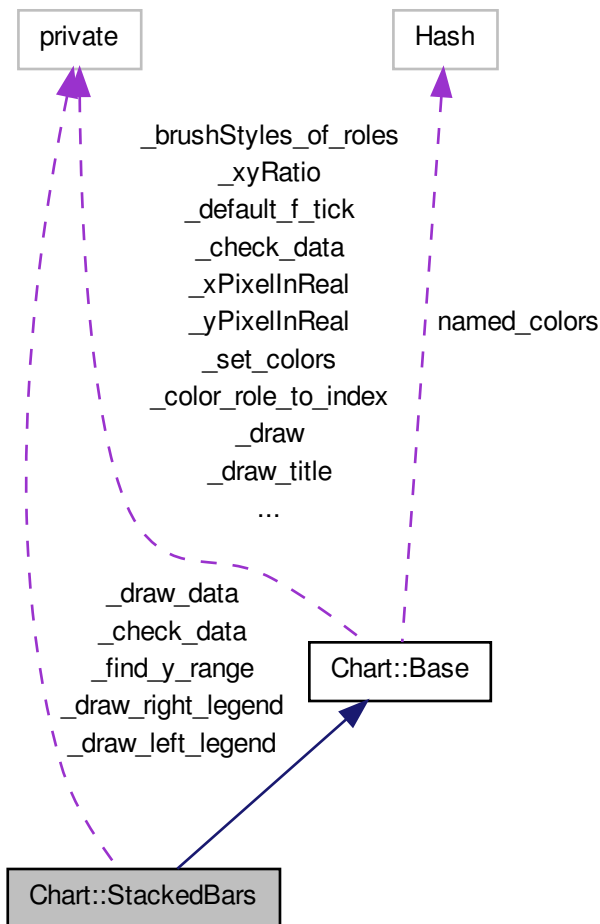 private
Hash
_brushStyles_of_roles
_xyRatio
_default_f_tick
_check_data
_xPixelInReal
_yPixelInReal
named_colors
_set_colors
_color_role_to_index
_draw
_draw_title
...
_draw_data
_check_data
_find_y_range
_draw_right_legend
_draw_left_legend
Chart::Base
Chart::StackedBars